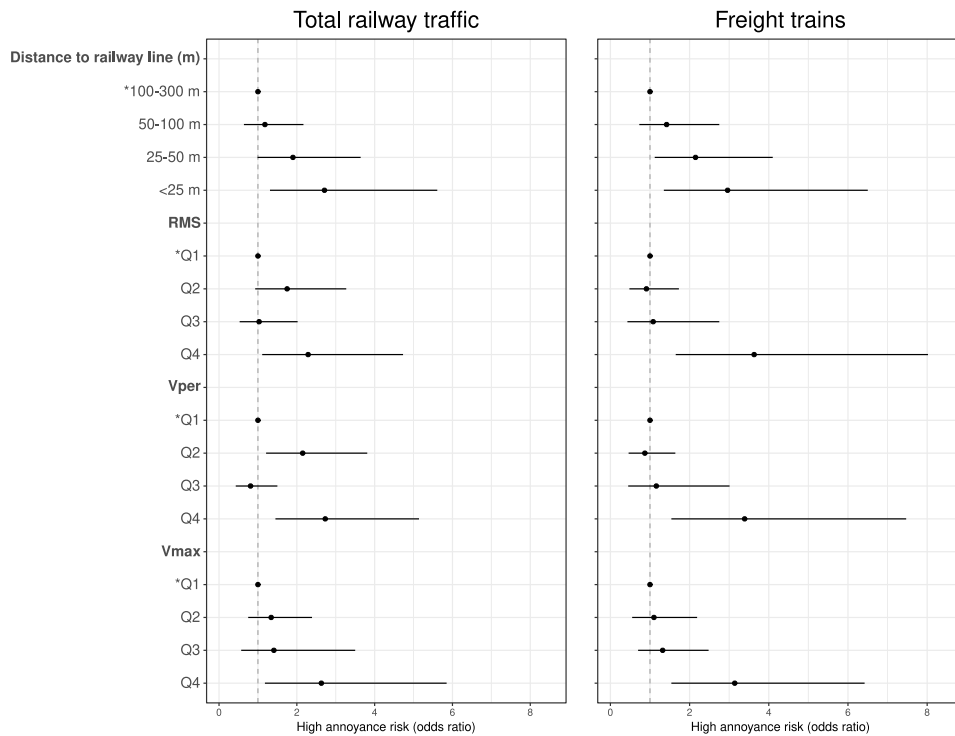 Total railway traffic
Freight trains
Distance to railway line (m)
*100-300 m
50-100 m
25-50 m
<25 m
RMS
*Q1
Q2
Q3
Q4
Vper
*Q1
Q2
Q3
Q4
Vmax
*Q1
Q2
Q3
Q4
0 2 4 6 8
0 2 4 6 8
High annoyance risk (odds ratio)
High annoyance risk (odds ratio)